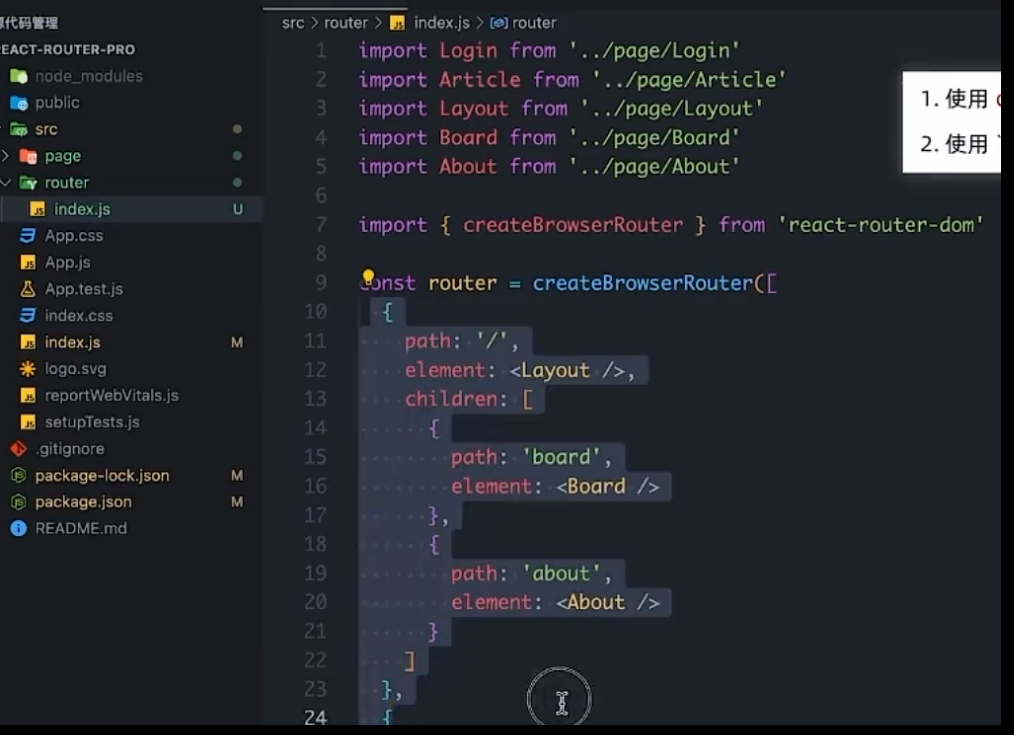 源代码管理
REACT-ROUTER-PRO
node_modules
public
src
page
router
index.js U
App.css
App.js
App.test.js
index.css
index.js M
logo.svg
reportWebVitals.js
setupTests.js
.gitignore
package-lock.json M
package.json M
README.md
src > router > index.js > router
1 import Login from '../page/Login'
2 import Article from '../page/Article'
3 import Layout from '../page/Layout'
4 import Board from '../page/Board'
5 import About from '../page/About'
6
7 import { createBrowserRouter } from 'react-router-dom'
8
9 const router = createBrowserRouter([
10 {
11 path: '/',
12 element: <Layout />,
13 children: [
14 {
15 path: 'board',
16 element: <Board />
17 },
18 {
19 path: 'about',
20 element: <About />
21 }
22 ]
23 },
24 {
1. 使用
2. 使用 `